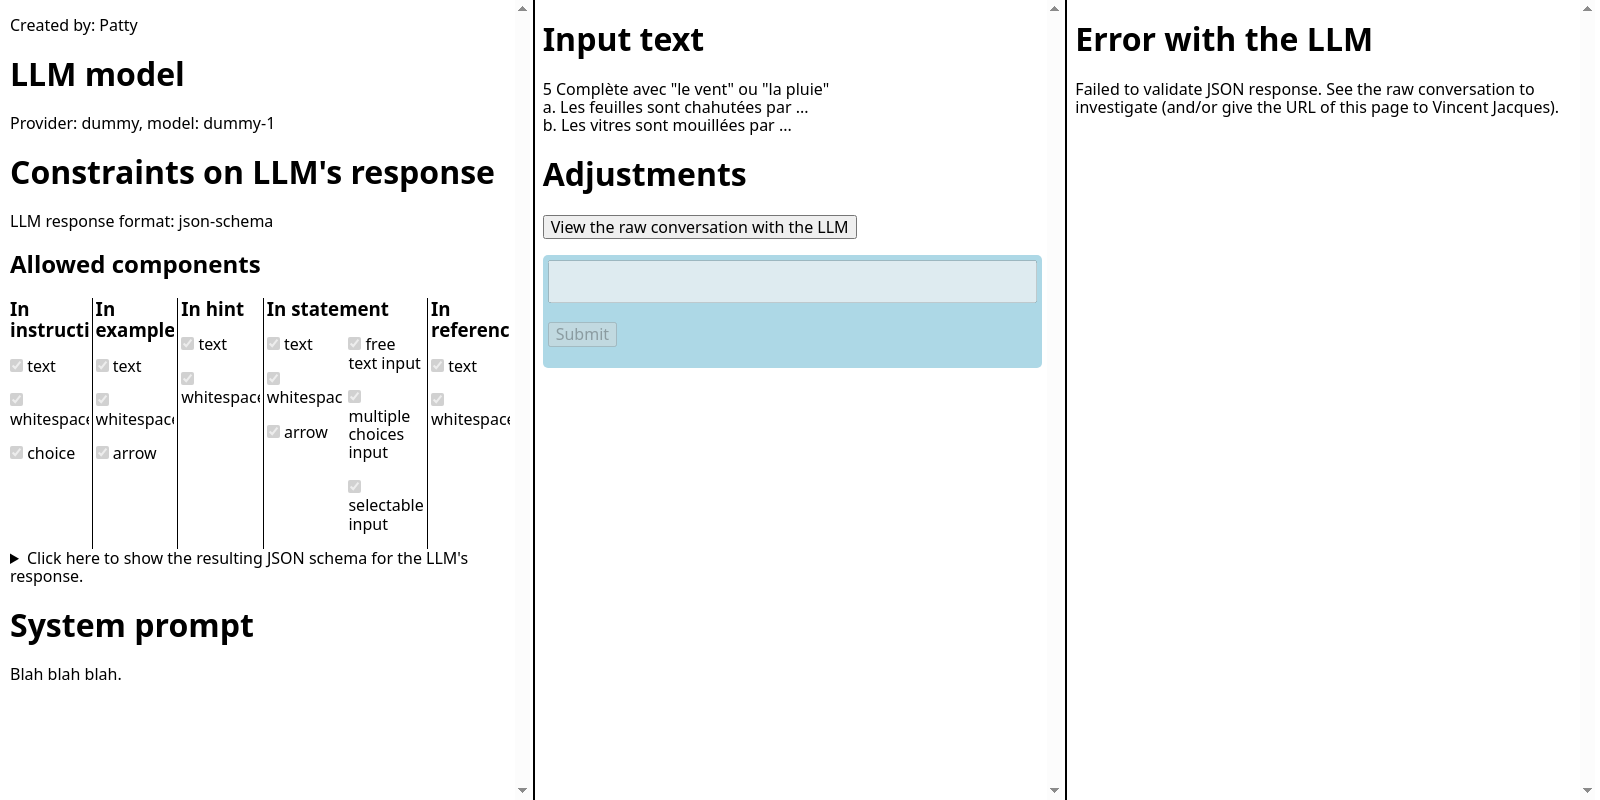 Created by: Patty
LLM model
Provider: dummy, model: dummy-1
Constraints on LLM's response
LLM response format: json-schema
Allowed components
In
instructi
text
whitespace
choice
In
example
text
whitespace
arrow
In hint
text
whitespace
In statement
text
whitespac
arrow
free
text input
multiple
choices
input
selectable
input
In
referenc
text
whitespace
Click here to show the resulting JSON schema for the LLM's
response.
System prompt
Blah blah blah.
Input text
5 Complète avec "le vent" ou "la pluie"
a. Les feuilles sont chahutées par ...
b. Les vitres sont mouillées par ...
Adjustments
View the raw conversation with the LLM
Submit
Error with the LLM
Failed to validate JSON response. See the raw conversation to
investigate (and/or give the URL of this page to Vincent Jacques).